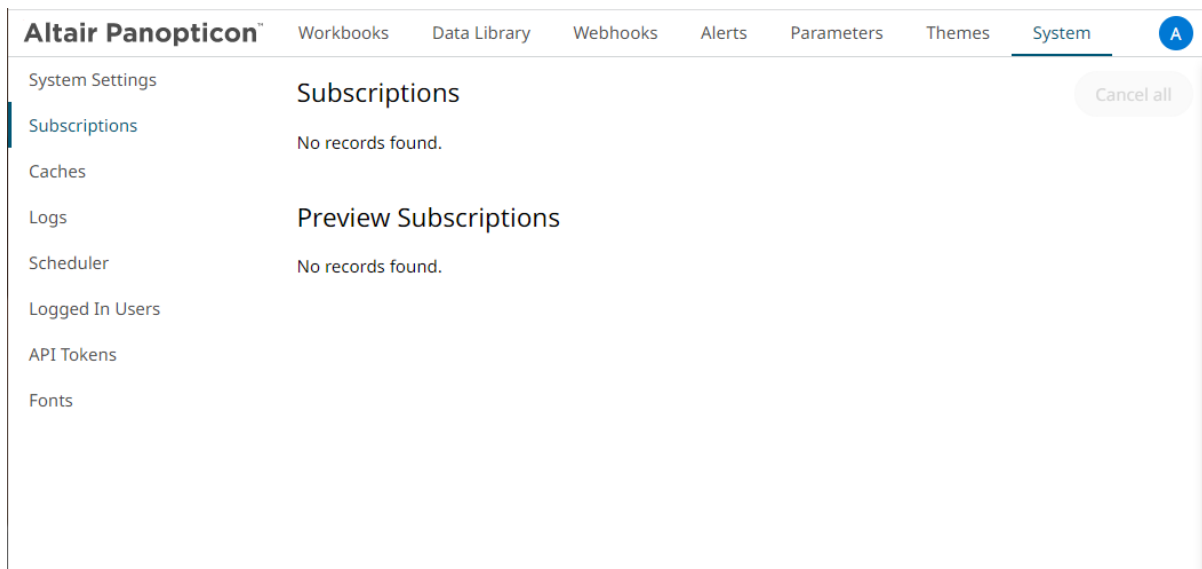 Altair Panopticon™ Workbooks Data Library Webhooks Alerts Parameters Themes System A
System Settings
Subscriptions
Caches
Logs
Scheduler
Logged In Users
API Tokens
Fonts
Subscriptions Cancel all
No records found.
Preview Subscriptions
No records found.